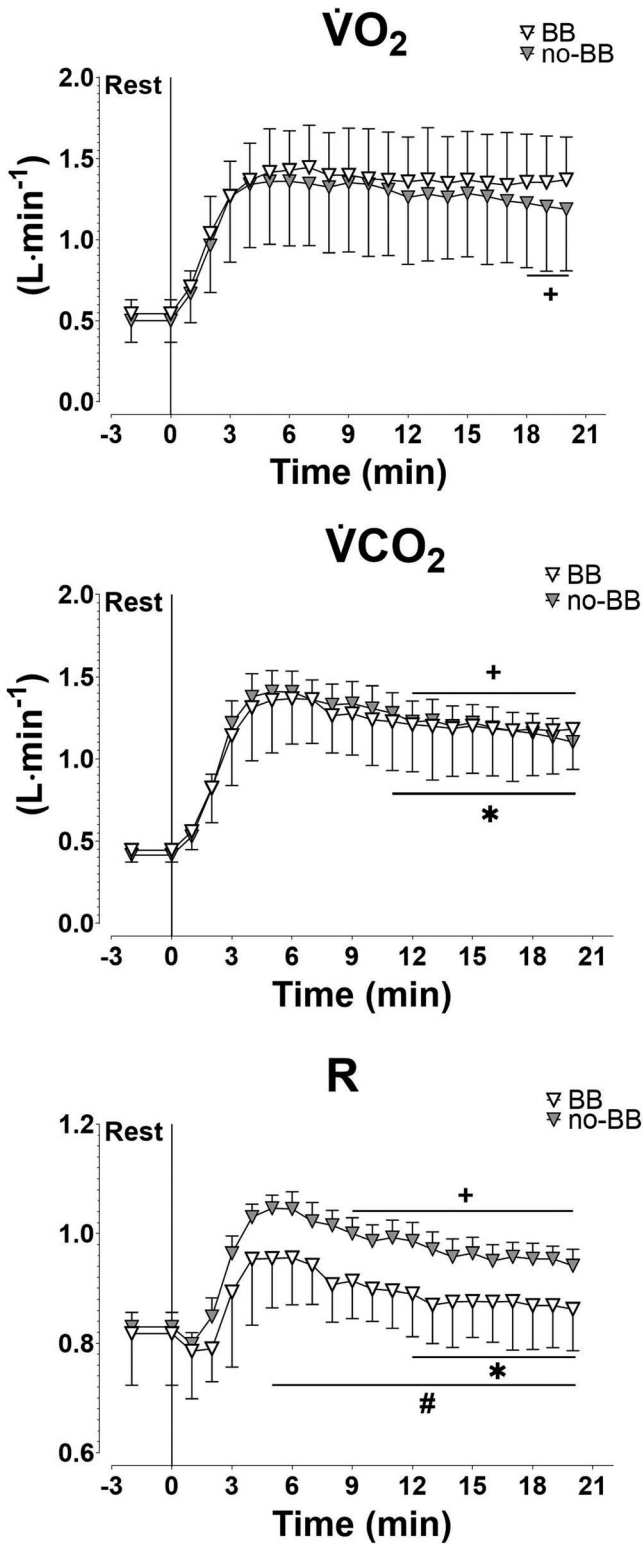 V̇O₂
BB
no-BB
Rest
2.0
1.5
1.0
0.5
0.0
(L·min⁻¹)
+
-3 0 3 6 9 12 15 18 21
Time (min)
V̇CO₂
BB
no-BB
Rest
2.0
1.5
1.0
0.5
0.0
(L·min⁻¹)
+
*
-3 0 3 6 9 12 15 18 21
Time (min)
R
BB
no-BB
Rest
1.2
1.0
0.8
0.6
+
*
#
-3 0 3 6 9 12 15 18 21
Time (min)